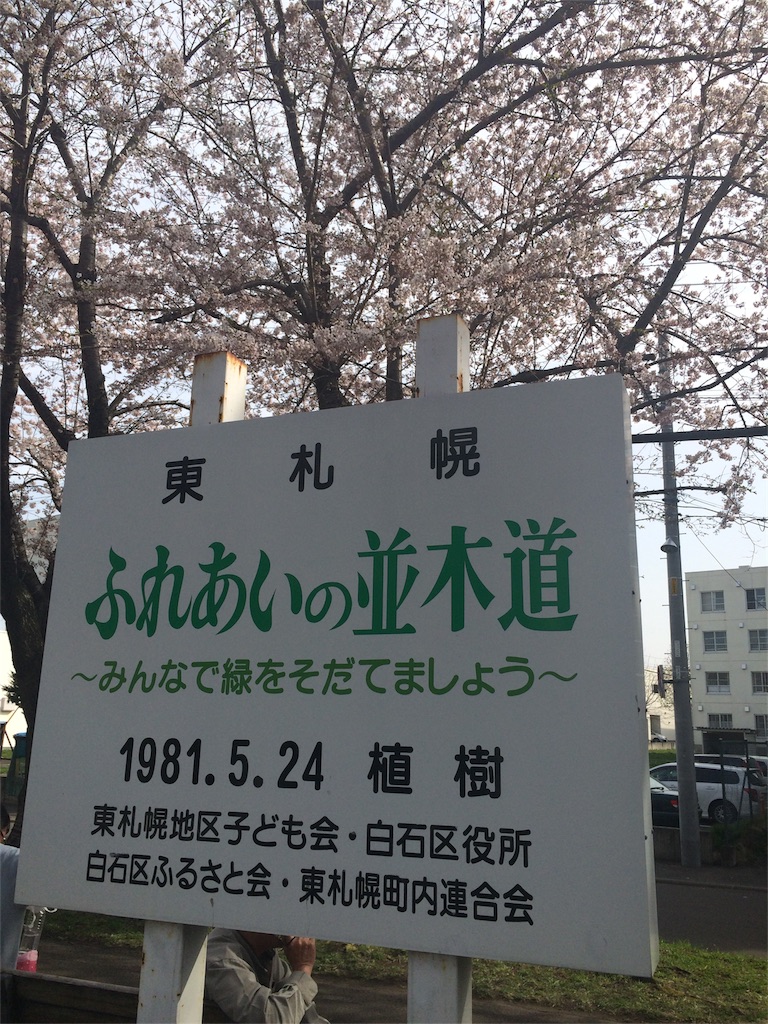 東札幌
ふれあいの並木道
～みんなで緑をそだてましょう～
1981.5.24 植樹
東札幌地区子ども会・白石区役所
白石区ふるさと会・東札幌町内連合会